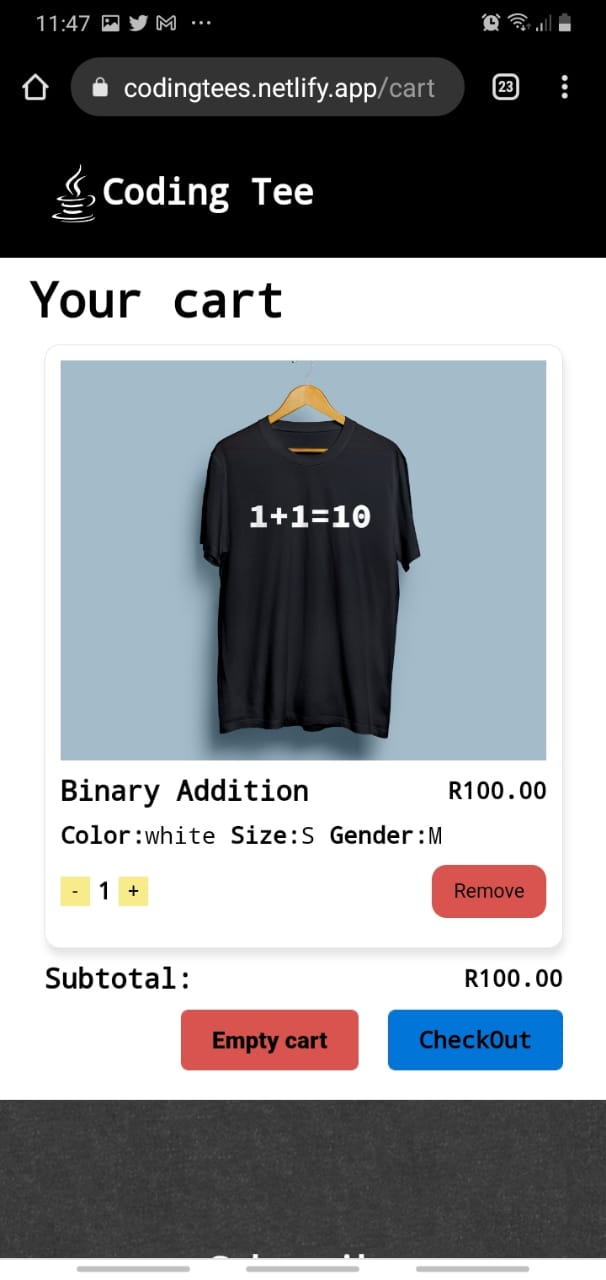 11:47
codingtees.netlify.app/cart
23
Coding Tee
Your cart
1+1=10
Binary Addition R100.00
Color:white Size:S Gender:M
- 1 + Remove
Subtotal: R100.00
Empty cart CheckOut